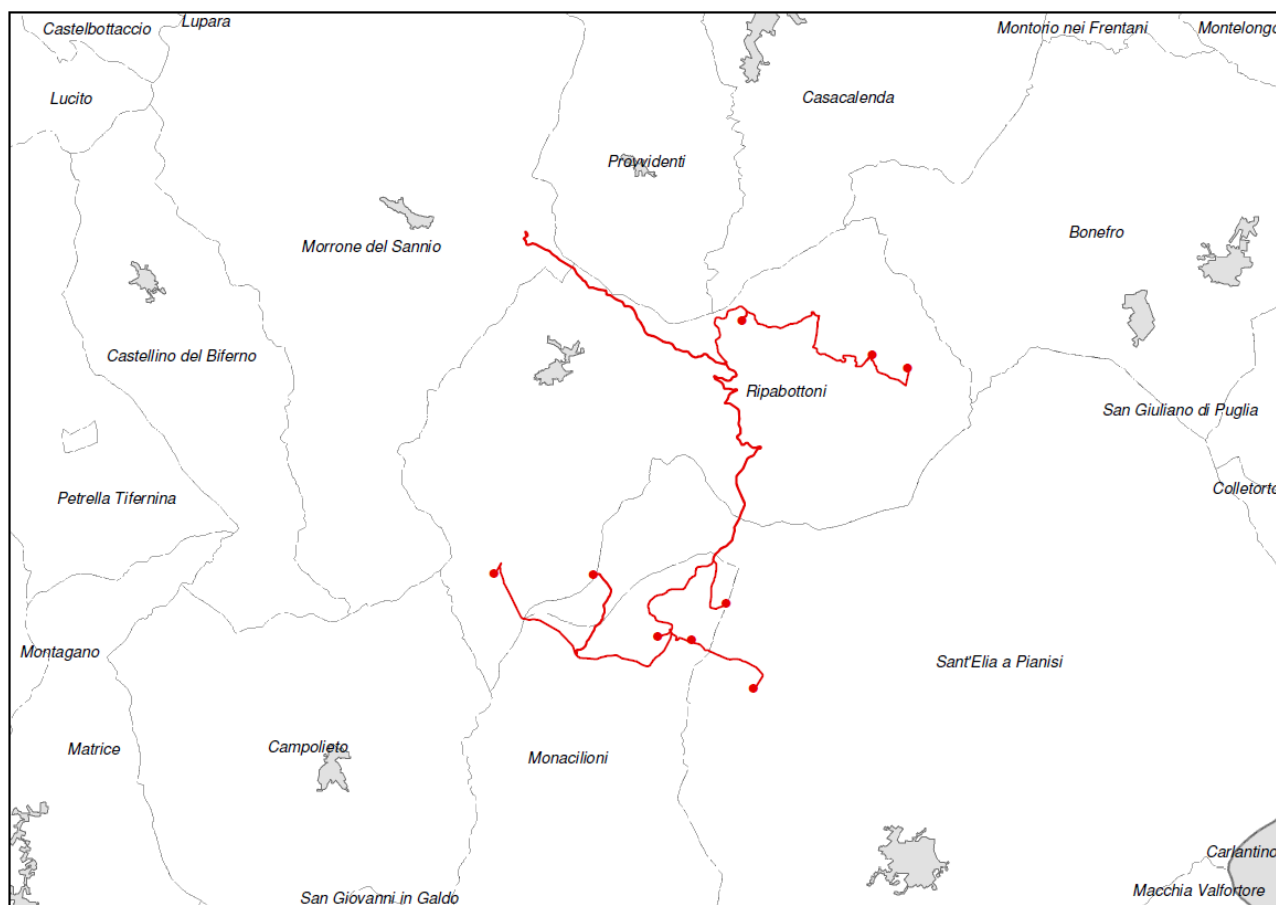 Lupara
Castelbottaccio
Montorio nei Frentani
Montelongo
Lucito
Casacalenda
Provvidenti
Morrone del Sannio
Bonefro
Castellino del Biferno
Ripabottoni
San Giuliano di Puglia
Petrella Tifernina
Colletorto
Montagano
Sant'Elia a Pianisi
Matrice
Campolieto
Monacilioni
Carlantino
Macchia Valfortore
San Giovanni in Galdo